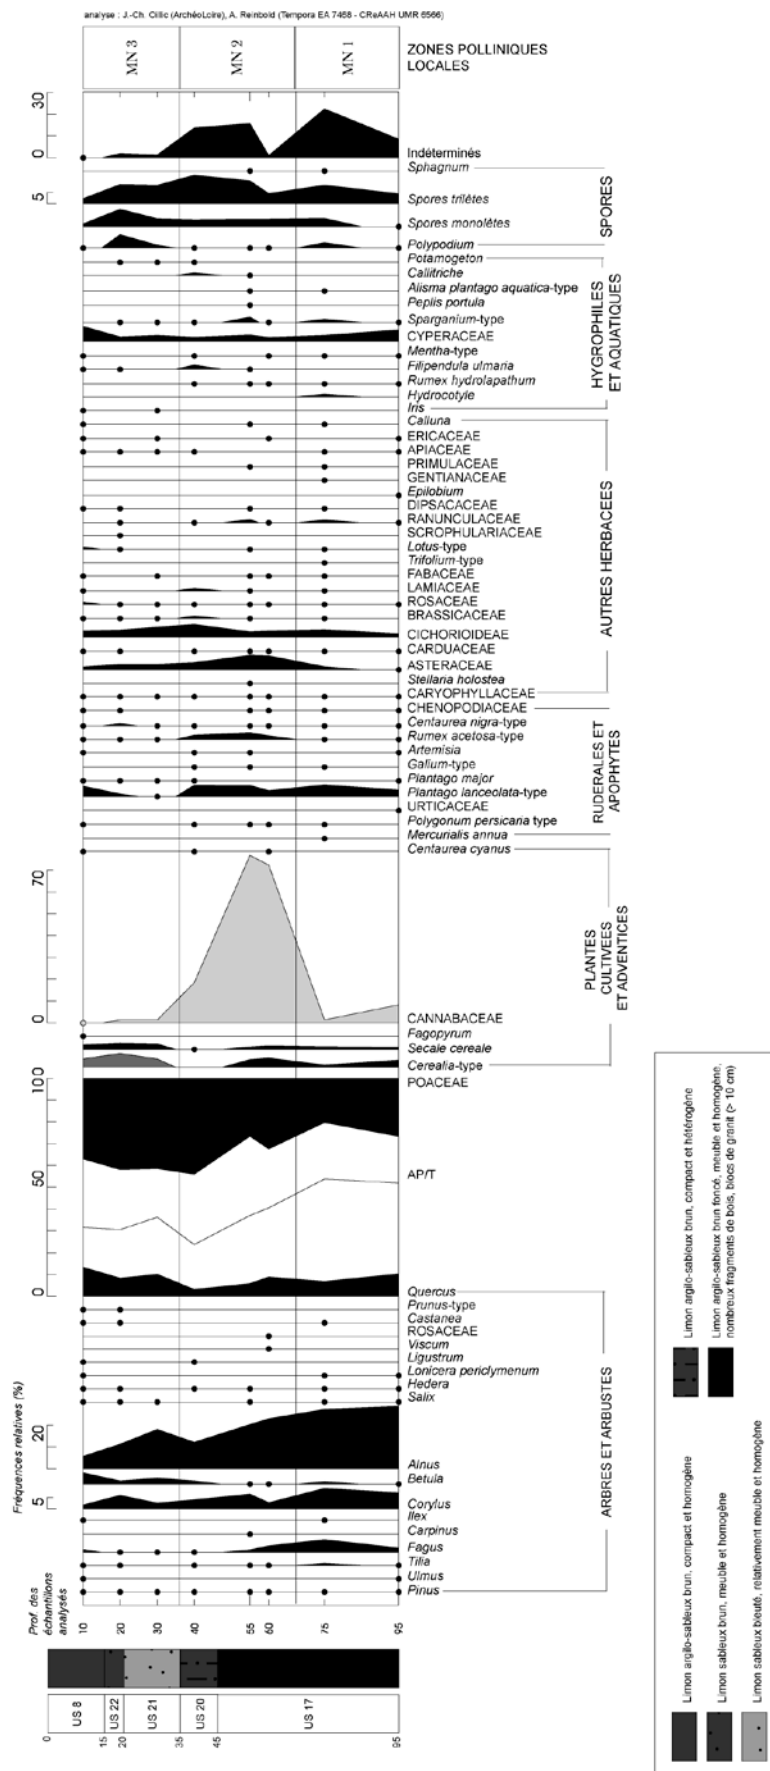 analyse : J.-Ch. Cillic (ArchéoLoire), A. Reinbold (Tempora EA 7468 - CReAAH UMR 6566)
MN 3
MN 2
MN 1
ZONES POLLINIQUES
LOCALES
30
0
Indéterminés
Sphagnum
5
Spores trilètes
Spores monolètes
SPORES
Polypodium
Potamogeton
Callitriche
Alisma plantago aquatica-type
Peplis portula
Sparganium-type
CYPERACEAE
Mentha-type
Filipendula ulmaria
Rumex hydrolapathum
Hydrocotyle
Iris
HYGROPHILES
ET AQUATIQUES
Calluna
ERICACEAE
APIACEAE
PRIMULACEAE
GENTIANACEAE
Epilobium
DIPSACACEAE
RANUNCULACEAE
SCROPHULARIACEAE
Lotus-type
Trifolium-type
FABACEAE
LAMIACEAE
ROSACEAE
BRASSICACEAE
CICHORIOIDEAE
CARDUACEAE
ASTERACEAE
Stellaria holostea
CARYOPHYLLACEAE
AUTRES HERBACEES
CHENOPODIACEAE
Centaurea nigra-type
Rumex acetosa-type
Artemisia
Galium-type
Plantago major
Plantago lanceolata-type
URTICACEAE
Polygonum persicaria type
Mercurialis annua
RUDERALES ET
APOPHYTES
Centaurea cyanus
70
0
CANNABACEAE
Fagopyrum
Secale cereale
Cerealia-type
PLANTES
CULTIVEES
ET ADVENTICES
100
POACEAE
50
AP/T
0
Quercus
Prunus-type
Castanea
ROSACEAE
Viscum
Ligustrum
Lonicera periclymenum
Hedera
Salix
20
Alnus
Betula
5
Corylus
Ilex
Carpinus
Fagus
Tilia
Ulmus
Pinus
ARBRES ET ARBUSTES
Fréquences relatives (%)
Prof. des
échantillons
analysés
10
20
30
40
55
60
75
95
US 8
US 22
US 21
US 20
US 17
0
15
20
35
45
95
Limon argilo-sableux brun, compact et homogène
Limon sableux brun, meuble et homogène
Limon sableux bleuté, relativement meuble et homogène
Limon argilo-sableux brun, compact et hétérogène
Limon argilo-sableux brun foncé, meuble et homogène,
nombreux fragments de bois, blocs de granit (> 10 cm)